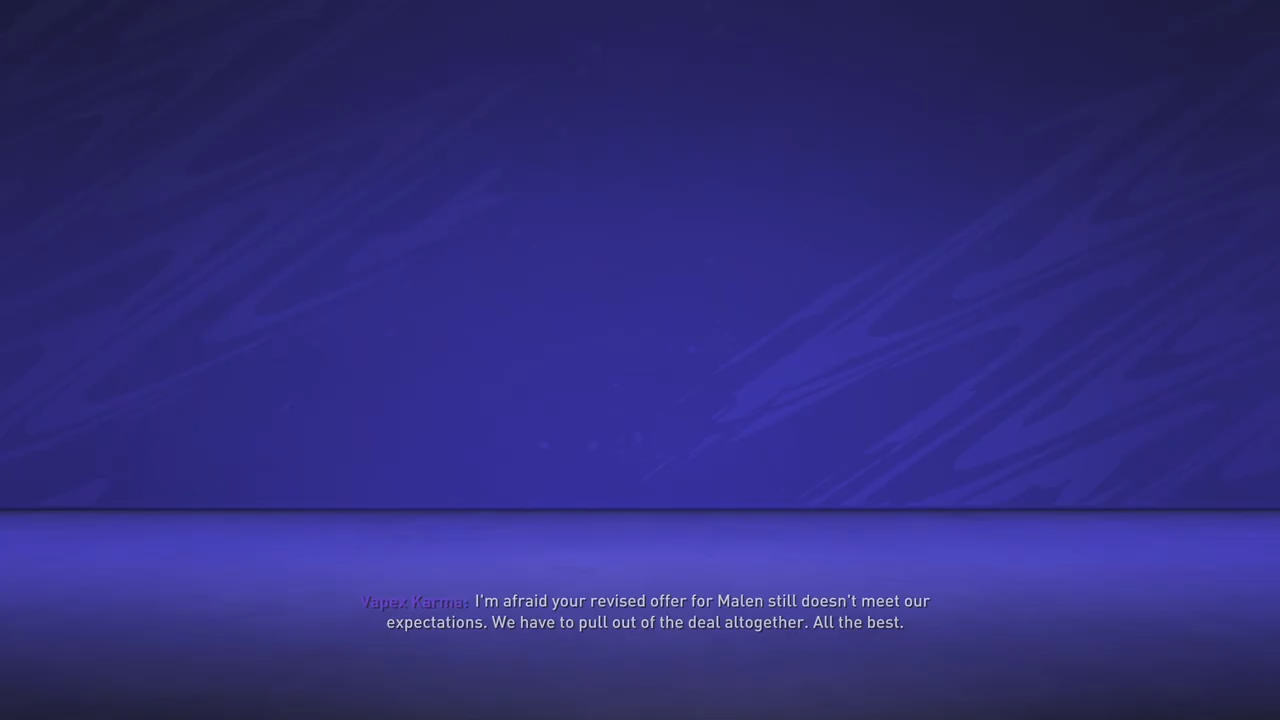 Vapex Karma: I'm afraid your revised offer for Malen still doesn't meet our
expectations. We have to pull out of the deal altogether. All the best.